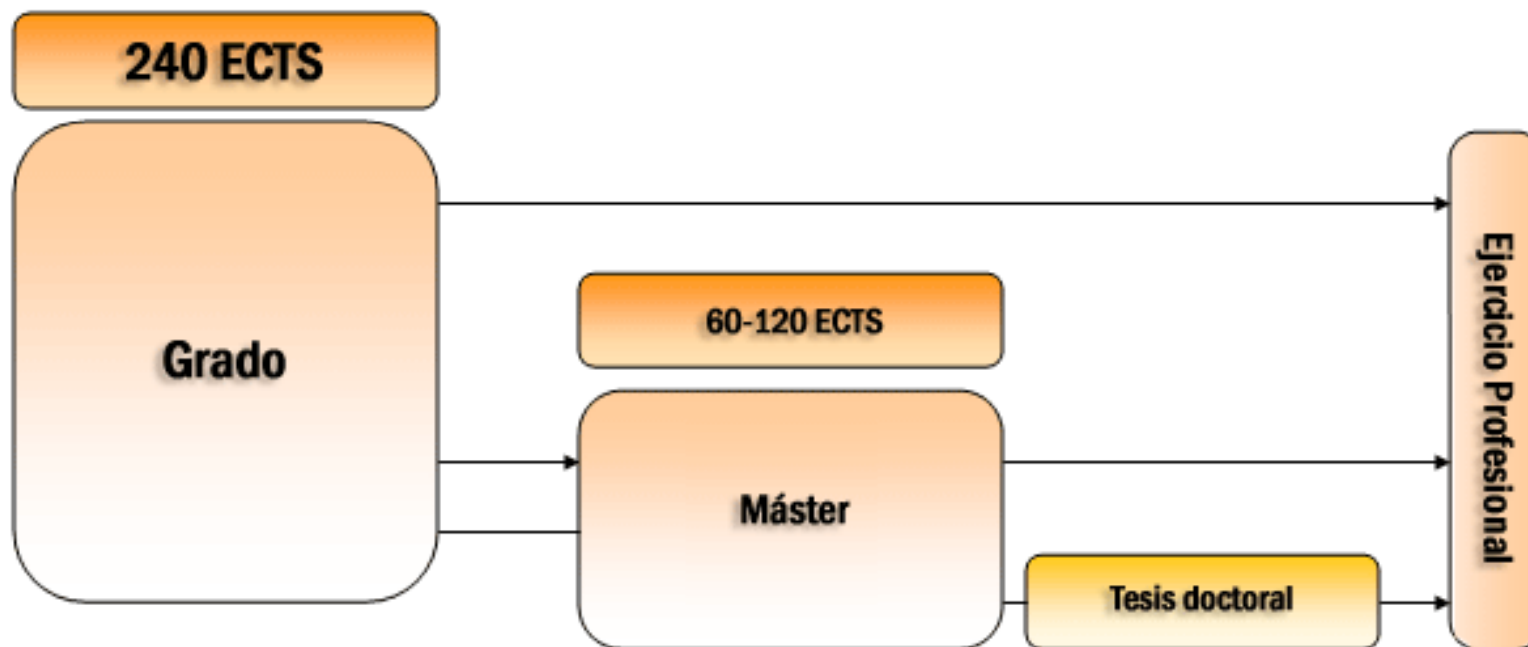 240 ECTS
Grado
60-120 ECTS
Máster
Tesis doctoral
Ejercicio Profesional